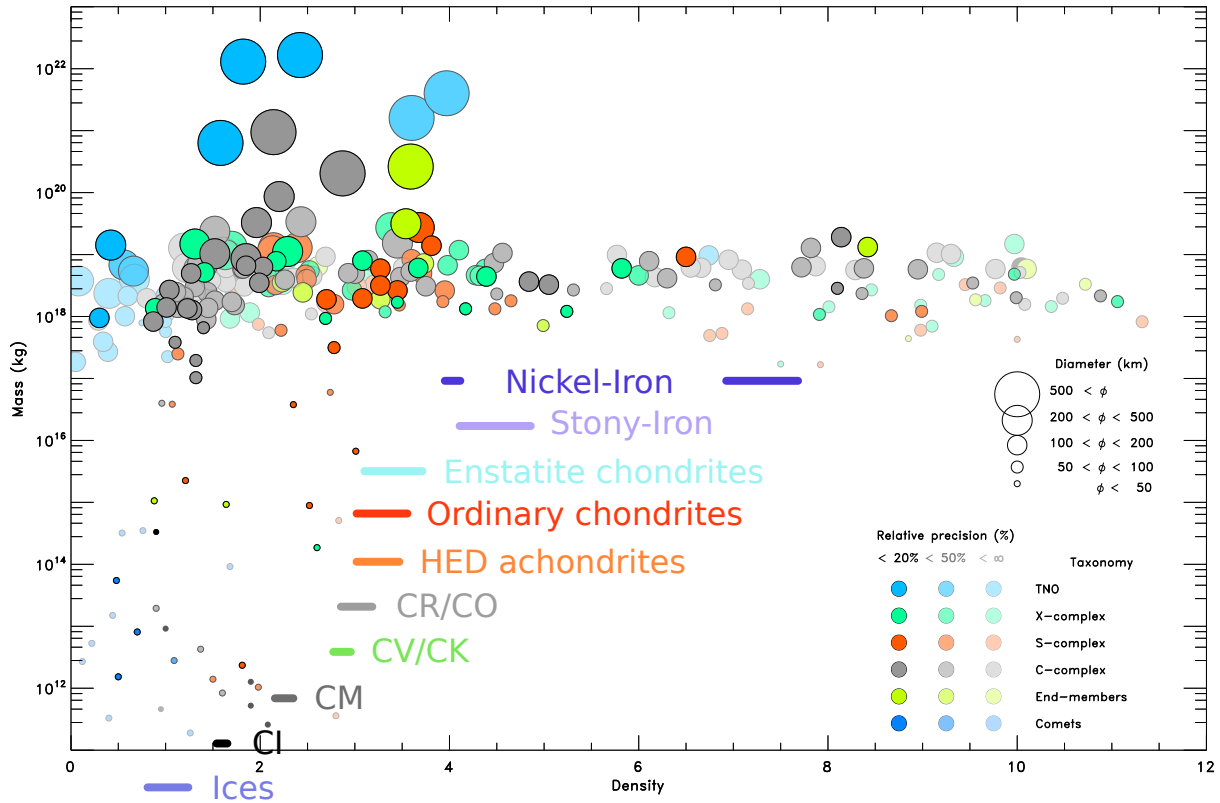 10^22
10^20
10^18
10^16
10^14
10^12
Mass (kg)
Nickel-Iron
Stony-Iron
Enstatite chondrites
Ordinary chondrites
HED achondrites
CR/CO
CV/CK
CM
CI
Ices
Diameter (km)
500 < ø
200 < ø < 500
100 < ø < 200
50 < ø < 100
ø < 50
Relative precision (%)
< 20% < 50% < ∞
Taxonomy
TNO
X-complex
S-complex
C-complex
End-members
Comets
0 2 4 6 8 10 12
Density